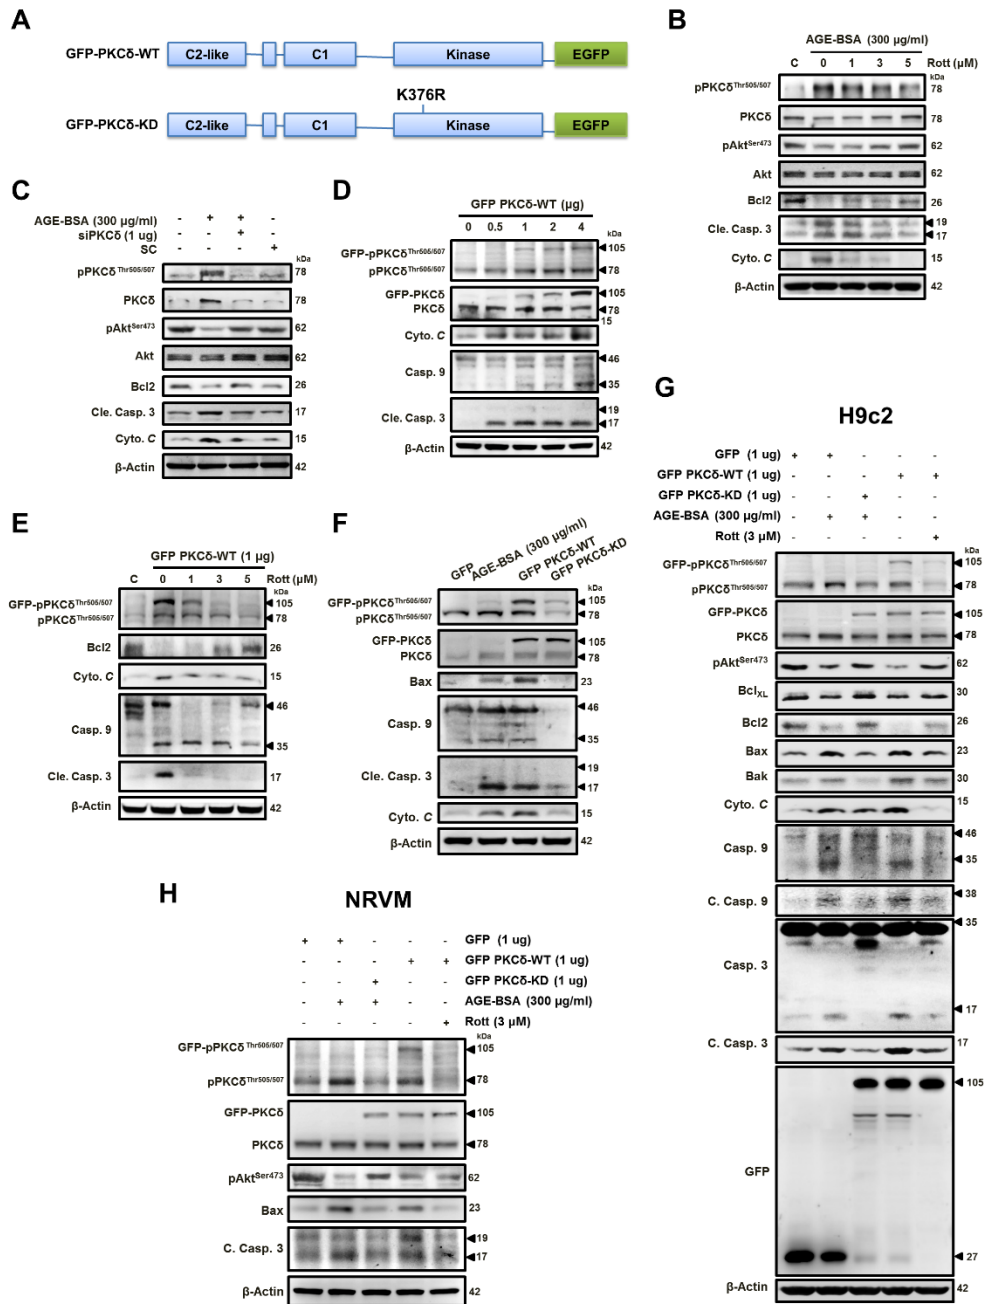 A
GFP-PKCδ-WT C2-like C1 Kinase EGFP
K376R
GFP-PKCδ-KD C2-like C1 Kinase EGFP
B
AGE-BSA (300 µg/ml)
C 0 1 3 5 Rott (µM)
kDa
pPKCδThr505/507 78
PKCδ 78
pAktSer473 62
Akt 62
Bcl2 26
Cle. Casp. 3 19
17
Cyto. C 15
β-Actin 42
C
AGE-BSA (300 µg/ml) - + + -
siPKCδ (1 ug) - - + -
SC - - - +
kDa
pPKCδThr505/507 78
PKCδ 78
pAktSer473 62
Akt 62
Bcl2 26
Cle. Casp. 3 17
Cyto. C 15
β-Actin 42
D
GFP PKCδ-WT (µg)
0 0.5 1 2 4
kDa
GFP-pPKCδThr505/507 105
pPKCδThr505/507 78
GFP-PKCδ 105
PKCδ 78
15
Cyto. C
Casp. 9 46
35
Cle. Casp. 3 19
17
β-Actin 42
E
GFP PKCδ-WT (1 µg)
C 0 1 3 5 Rott (µM)
kDa
GFP-pPKCδThr505/507 105
pPKCδThr505/507 78
Bcl2 26
Cyto. C 15
Casp. 9 46
35
Cle. Casp. 3 17
β-Actin 42
F
GFP AGE-BSA (300 µg/ml) GFP PKCδ-WT GFP PKCδ-KD
kDa
GFP-pPKCδThr505/507 105
pPKCδThr505/507 78
GFP-PKCδ 105
PKCδ 78
Bax 23
Casp. 9 46
35
Cle. Casp. 3 19
17
Cyto. C 15
β-Actin 42
G
H9c2
GFP (1 ug) + + - - -
GFP PKCδ-WT (1 ug) - - - + +
GFP PKCδ-KD (1 ug) - - + - -
AGE-BSA (300 µg/ml) - + + - -
Rott (3 µM) - - - - +
kDa
GFP-pPKCδThr505/507 105
pPKCδThr505/507 78
GFP-PKCδ 105
PKCδ 78
pAktSer473 62
BclXL 30
Bcl2 26
Bax 23
Bak 30
Cyto. C 15
Casp. 9 46
35
C. Casp. 9 38
35
Casp. 3
17
C. Casp. 3 17
105
GFP
27
β-Actin 42
H
NRVM
+ + - - - GFP (1 ug)
- - - + + GFP PKCδ-WT (1 ug)
- - + - - GFP PKCδ-KD (1 ug)
- + + - - AGE-BSA (300 µg/ml)
- - - - + Rott (3 µM)
kDa
GFP-pPKCδThr505/507 105
pPKCδThr505/507 78
GFP-PKCδ 105
PKCδ 78
pAktSer473 62
Bax 23
C. Casp. 3 19
17
β-Actin 42